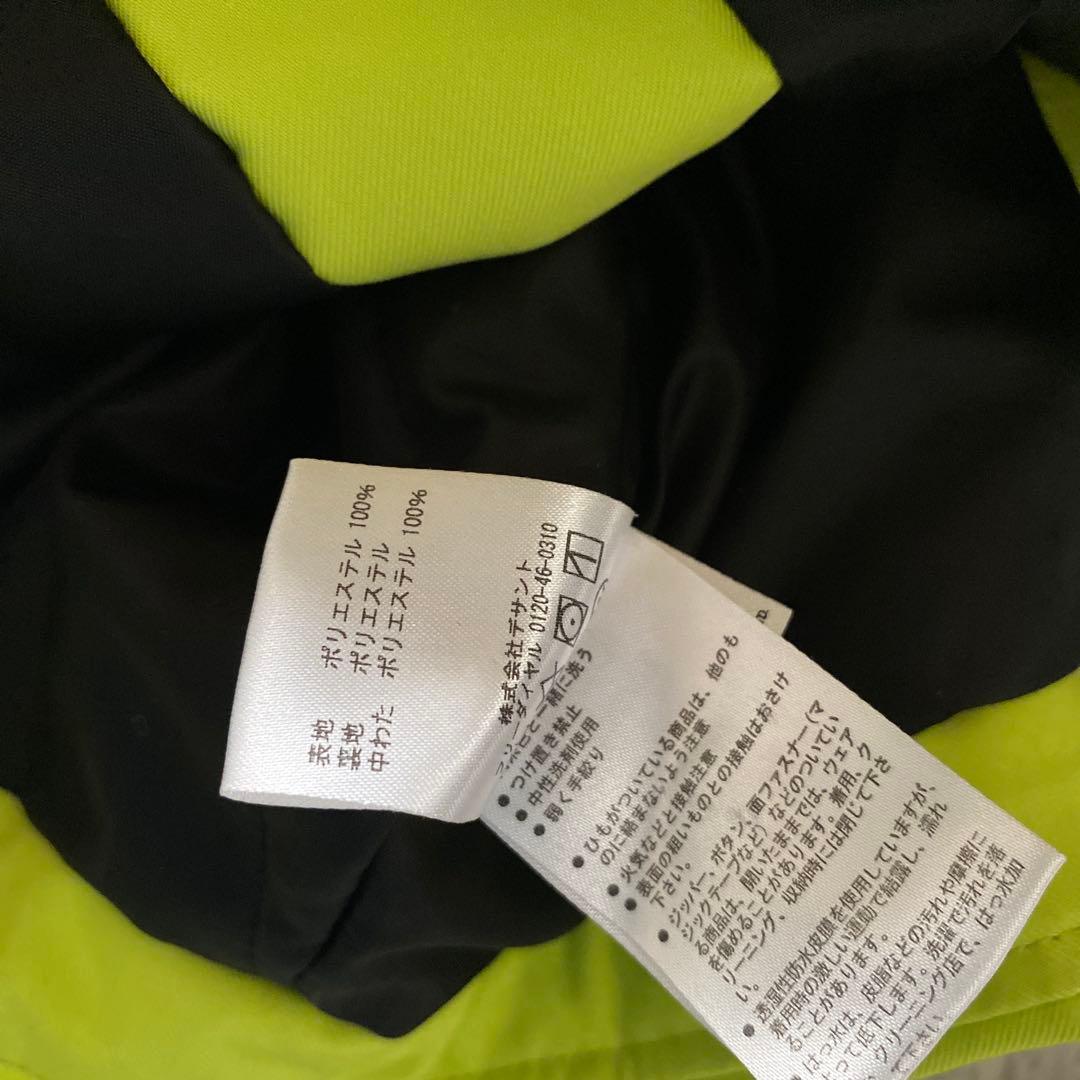 表地 ポリエステル 100%
裏地 ポリエステル
中わた ポリエステル 100%
株式会社デサント
ダイヤル 0120-46-0310
一緒に洗う
●つけ置き禁止
●中性洗剤使用
●弱く手絞り
●ひもがついている商品は、他のも
のに絡まないよう注意
●火気などと接触注意
●表面の粗いものとの接触はおさけ
下さい。
●ジッパー、ボタン、面ファスナー(マ
ジックテープなど)などのついてい
る商品は、開いたままでは、ウェア
を傷めることがあります。着用、ク
リーニング、収納時には閉じて下さ
い。
●透湿性防水皮膜を使用していますが、
着用時の激しい運動で結露し、濡れ
ることがあります。
はっ水は、皮脂などの汚れや摩擦に
よって低下します。洗濯で汚れを落
クリーニング店で、はっ水加
下さい